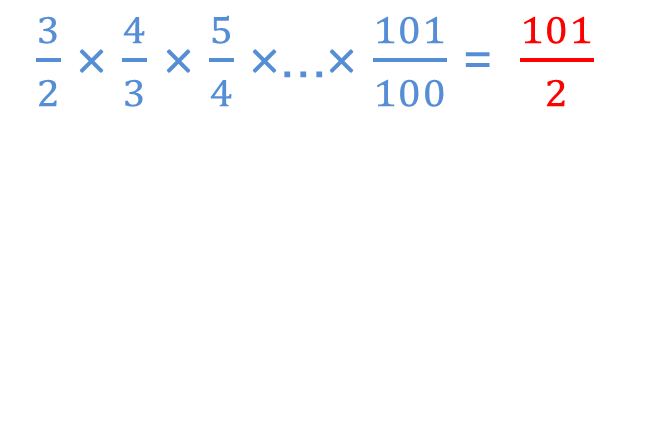 3/2 × 4/3 × 5/4 ×...× 101/100 = 101/2